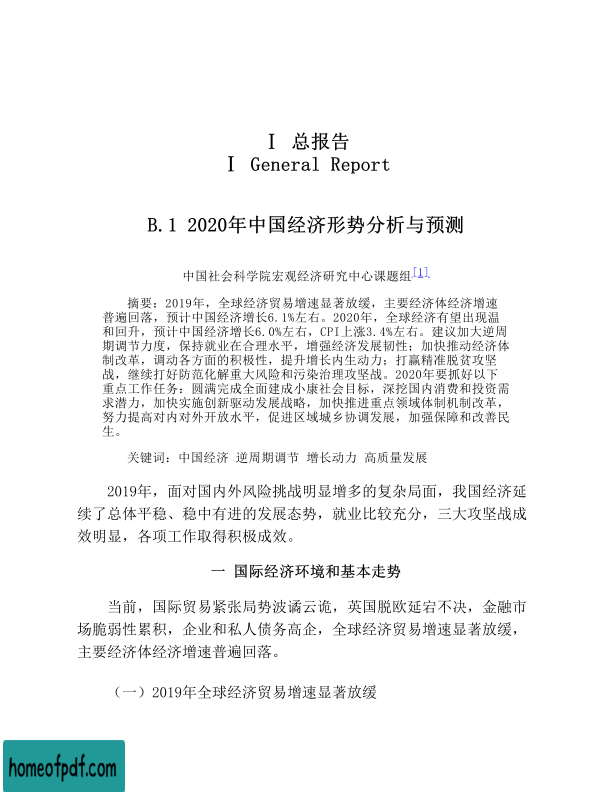 Ⅰ 总报告
Ⅰ General Report
B.1 2020年中国经济形势分析与预测
中国社会科学院宏观经济研究中心课题组[1]
摘要：2019年，全球经济贸易增速显著放缓，主要经济体经济增速
普遍回落，预计中国经济增长6.1%左右。2020年，全球经济有望出现温
和回升，预计中国经济增长6.0%左右，CPI上涨3.4%左右。建议加大逆周
期调节力度，保持就业在合理水平，增强经济发展韧性；加快推动经济体
制改革，调动各方面的积极性，提升增长内生动力；打赢精准脱贫攻坚
战，继续打好防范化解重大风险和污染治理攻坚战。2020年要抓好以下
重点工作任务：圆满完成全面建成小康社会目标，深挖国内消费和投资需
求潜力，加快实施创新驱动发展战略，加快推进重点领域体制机制改革，
努力提高对内对外开放水平，促进区域城乡协调发展，加强保障和改善民
生。
关键词：中国经济 逆周期调节 增长动力 高质量发展
2019年，面对国内外风险挑战明显增多的复杂局面，我国经济延
续了总体平稳、稳中有进的发展态势，就业比较充分，三大攻坚战成
效明显，各项工作取得积极成效。
一 国际经济环境和基本走势
当前，国际贸易紧张局势波谲云诡，英国脱欧延宕不决，金融市
场脆弱性累积，企业和私人债务高企，全球经济贸易增速显著放缓，
主要经济体经济增速普遍回落。
（一）2019年全球经济贸易增速显著放缓
homeofpdf.com